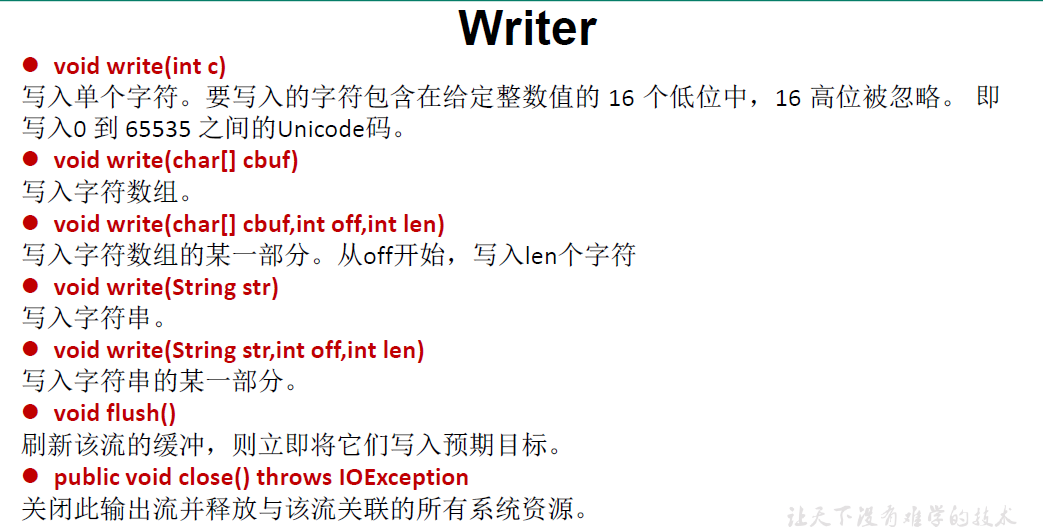 Writer
● void write(int c)
写入单个字符。要写入的字符包含在给定整数值的 16 个低位中，16 高位被忽略。 即
写入0 到 65535 之间的Unicode码。
● void write(char[] cbuf)
写入字符数组。
● void write(char[] cbuf,int off,int len)
写入字符数组的某一部分。从off开始，写入len个字符
● void write(String str)
写入字符串。
● void write(String str,int off,int len)
写入字符串的某一部分。
● void flush()
刷新该流的缓冲，则立即将它们写入预期目标。
● public void close() throws IOException
关闭此输出流并释放与该流关联的所有系统资源。
让天下没有难学的技术